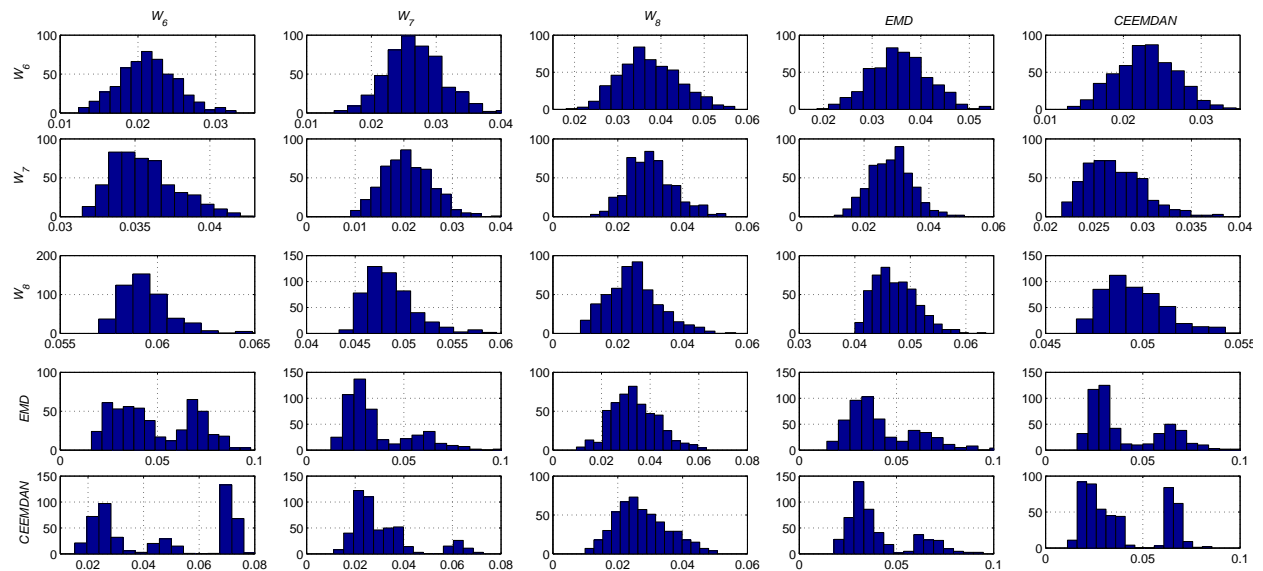 W_6 W_7 W_8 EMD CEEMDAN
100 100 100 100 100
W_6 50 50 50 50 50
0 0 0 0 0
0.01 0.02 0.03 0.01 0.02 0.03 0.04 0.02 0.03 0.04 0.05 0.06 0.02 0.03 0.04 0.05 0.01 0.02 0.03
100 100 100 100 100
W_7 50 50 50 50 50
0 0 0 0 0
0.03 0.035 0.04 0 0.01 0.02 0.03 0.04 0 0.02 0.04 0.06 0 0.02 0.04 0.06 0.02 0.025 0.03 0.035 0.04
200 150 100 100 150
W_8 100 100 50 50 100
50 50
0 0 0 0 0
0.055 0.06 0.065 0.04 0.045 0.05 0.055 0.06 0 0.02 0.04 0.06 0.03 0.04 0.05 0.06 0.045 0.05 0.055
100 150 100 150 150
EMD 50 100 50 100 100
50 50 50
0 0 0 0 0
0 0.05 0.1 0 0.05 0.1 0 0.02 0.04 0.06 0.08 0 0.05 0.1 0 0.05 0.1
150 150 100 150 100
CEEMDAN 100 100 50 100 50
50 50 50
0 0 0 0 0
0.02 0.04 0.06 0.08 0 0.02 0.04 0.06 0.08 0 0.02 0.04 0.06 0 0.05 0.1 0 0.05 0.1